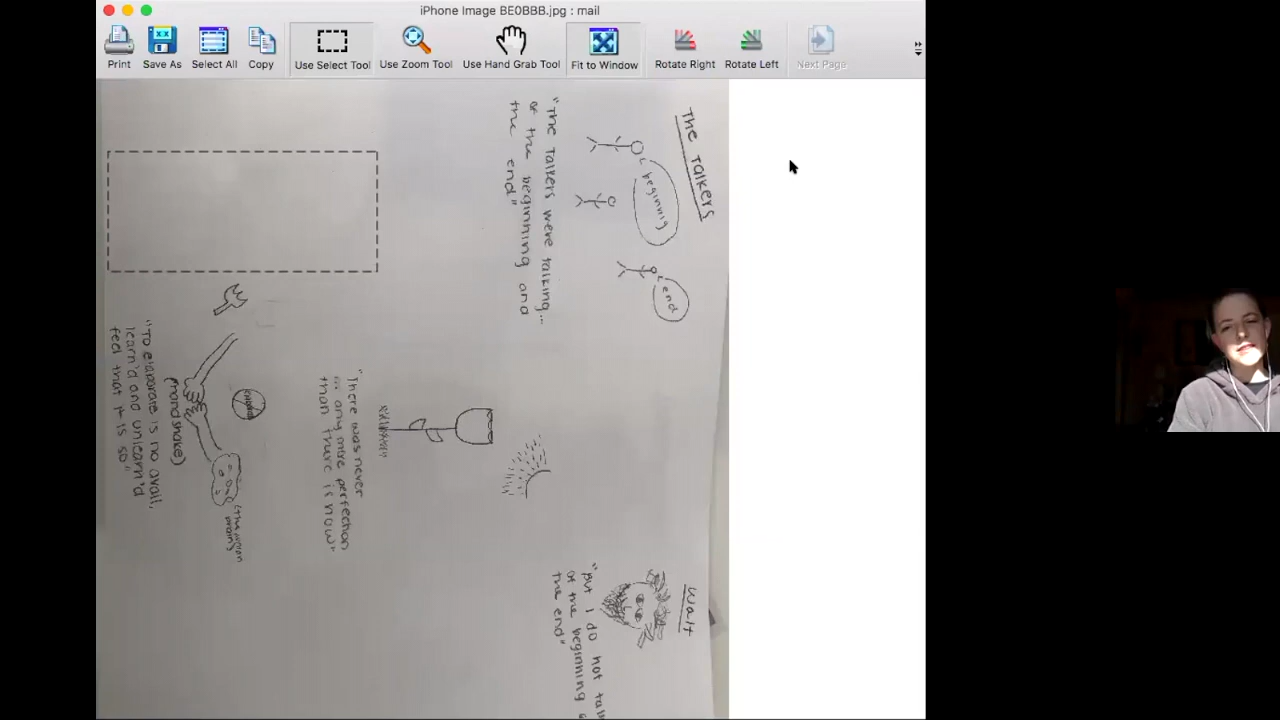 iPhone Image BE0BBB.jpg : mail
Print
Save As
Select All
Copy
Use Select Tool
Use Zoom Tool
Use Hand Grab Tool
Fit to Window
Rotate Right
Rotate Left
Next Page
The Talkers
beginning
end
"The Talkers were talking...
of the beginning and
the end"
Walt
"But I do not talk
of the beginning
the end"
"There was never
any more perfection
than there is now"
(handshake)
"To elaborate is no avail,
learn'd and unlearn'd
feel that it is so"